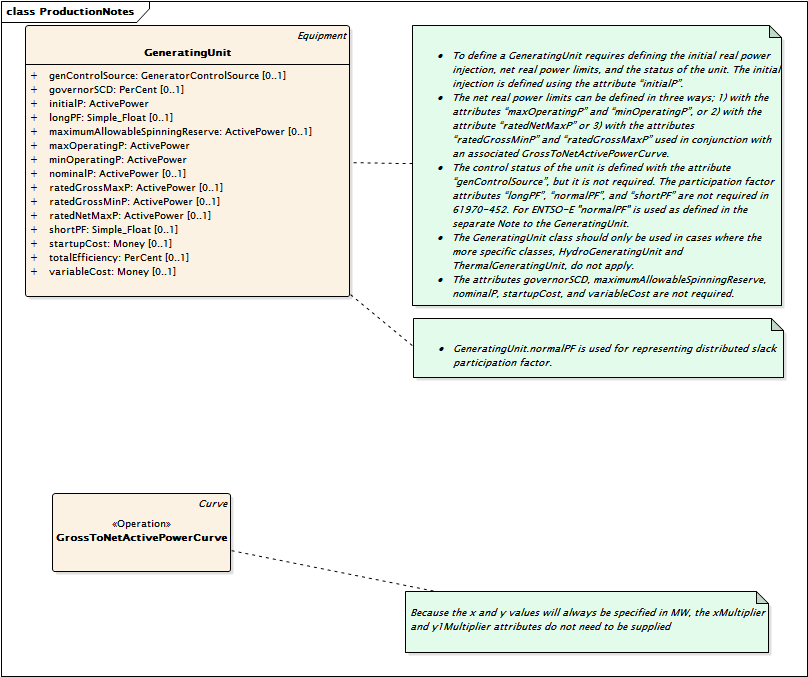 class ProductionNotes
Equipment
GeneratingUnit
+ genControlSource: GeneratorControlSource [0..1]
+ governorSCD: PerCent [0..1]
+ initialP: ActivePower
+ longPF: Simple_Float [0..1]
+ maximumAllowableSpinningReserve: ActivePower [0..1]
+ maxOperatingP: ActivePower
+ minOperatingP: ActivePower
+ nominalP: ActivePower [0..1]
+ ratedGrossMaxP: ActivePower [0..1]
+ ratedGrossMinP: ActivePower [0..1]
+ ratedNetMaxP: ActivePower [0..1]
+ shortPF: Simple_Float [0..1]
+ startupCost: Money [0..1]
+ totalEfficiency: PerCent [0..1]
+ variableCost: Money [0..1]
• To define a GeneratingUnit requires defining the initial real power
injection, net real power limits, and the status of the unit. The initial
injection is defined using the attribute “initialP”.
• The net real power limits can be defined in three ways; 1) with the
attributes “maxOperatingP” and “minOperatingP”, or 2) with the
attribute “ratedNetMaxP” or 3) with the attributes
“ratedGrossMinP” and “ratedGrossMaxP” used in conjunction with
an associated GrossToNetActivePowerCurve.
• The control status of the unit is defined with the attribute
“genControlSource”, but it is not required. The participation factor
attributes “longPF”, “normalPF”, and “shortPF” are not required in
61970-452. For ENTSO-E "normalPF" is used as defined in the
separate Note to the GeneratingUnit.
• The GeneratingUnit class should only be used in cases where the
more specific classes, HydroGeneratingUnit and
ThermalGeneratingUnit, do not apply.
• The attributes governorSCD, maximumAllowableSpinningReserve,
nominalP, startupCost, and variableCost are not required.
• GeneratingUnit.normalPF is used for representing distributed slack
participation factor.
Curve
«Operation»
GrossToNetActivePowerCurve
Because the x and y values will always be specified in MW, the xMultiplier
and y1Multiplier attributes do not need to be supplied